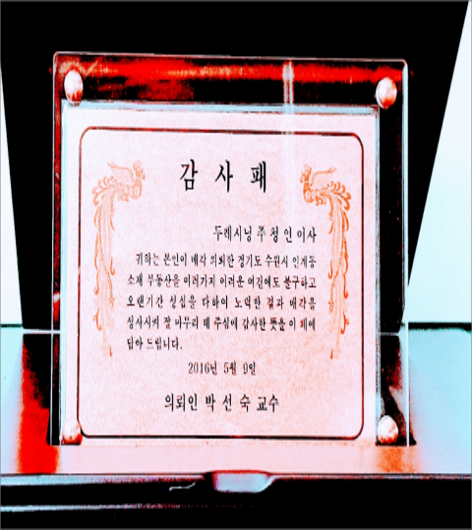 감 사 패
두레시닝 주 정 인 이사
귀하는 본인이 매각 의뢰한 경기도 수원시 인계동
소재 부동산을 여러가지 어려운 여건에도 불구하고
오랜기간 성심을 다하여 노력한 결과 매각을
성사시켜 잘 마무리 해 주심에 감사한 뜻을 이 패에
담아 드립니다.
2016년 5월 9일
의뢰인 박 선 숙 교수